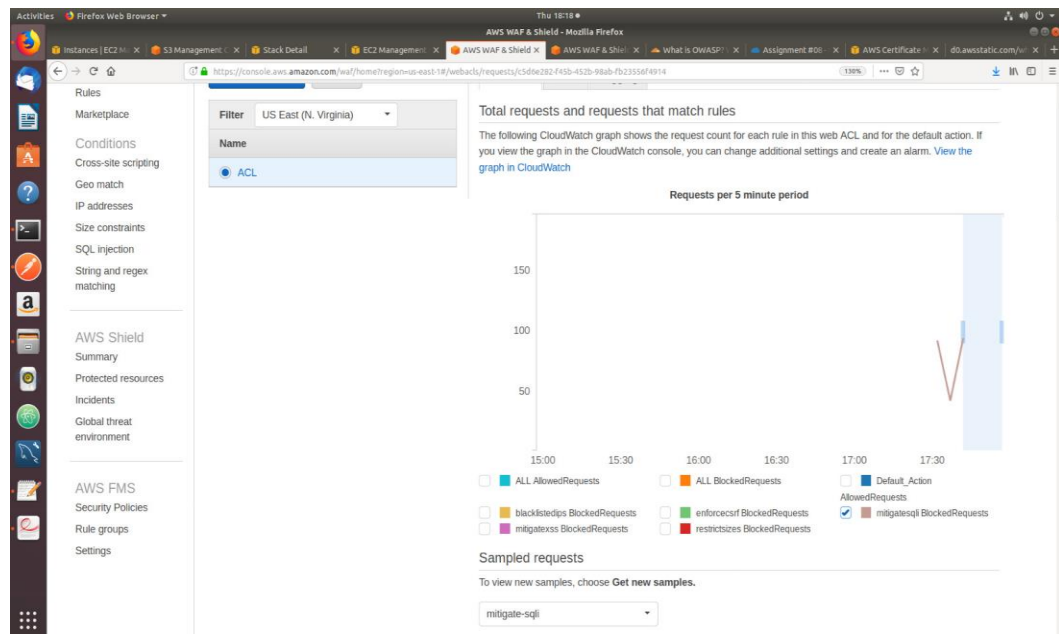 Activities
Firefox Web Browser
Thu 18:18
AWS WAF & Shield - Mozilla Firefox
Instances | EC2 M
S3 Management C
Stack Detail
EC2 Management
AWS WAF & Shield
AWS WAF & Shiel
What is OWASP?
Assignment #08
AWS Certificate
d0.awsstatic.com/w
https://console.aws.amazon.com/waf/home?region=us-east-1#/webacls/requests/c5d6e282-f45b-452b-98ab-fb23556f4914
130%
Rules
Marketplace
Conditions
Cross-site scripting
Geo match
IP addresses
Size constraints
SQL injection
String and regex
matching
AWS Shield
Summary
Protected resources
Incidents
Global threat
environment
AWS FMS
Security Policies
Rule groups
Settings
Filter
US East (N. Virginia)
Name
ACL
Total requests and requests that match rules
The following CloudWatch graph shows the request count for each rule in this web ACL and for the default action. If
you view the graph in the CloudWatch console, you can change additional settings and create an alarm. View the
graph in CloudWatch
Requests per 5 minute period
150
100
50
15:00 15:30 16:00 16:30 17:00 17:30
ALL AllowedRequests
ALL BlockedRequests
Default_Action
AllowedRequests
blacklistedips BlockedRequests
enforcecsrf BlockedRequests
mitigatesqli BlockedRequests
mitigatexss BlockedRequests
restrictsizes BlockedRequests
Sampled requests
To view new samples, choose Get new samples.
mitigate-sqli